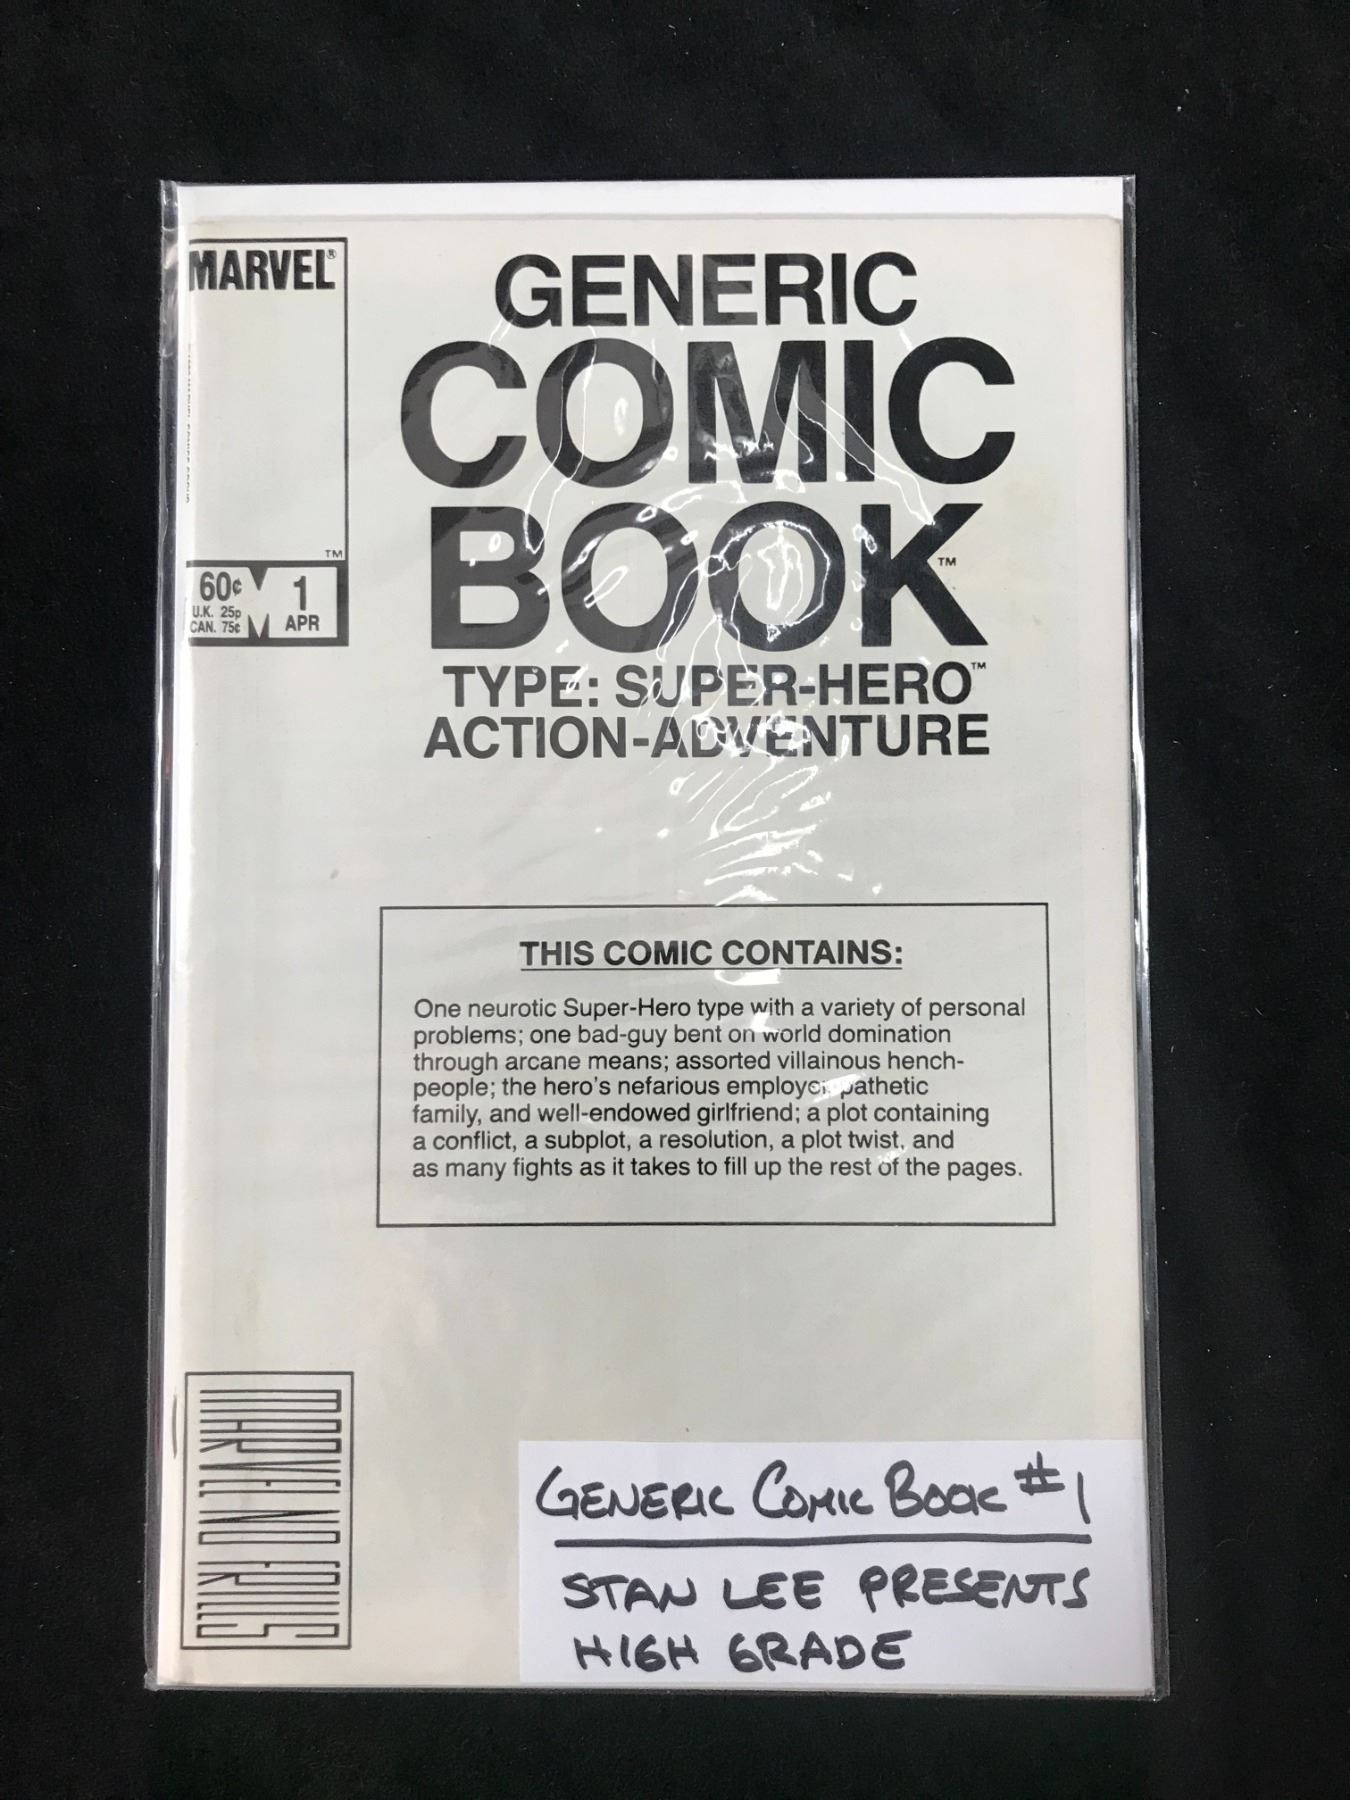 MARVEL®
GENERIC
COMIC
BOOK™
TYPE: SUPER-HERO™
ACTION-ADVENTURE
TM
60¢
U.K. 25p
CAN. 75¢
M
1
APR
THIS COMIC CONTAINS:
One neurotic Super-Hero type with a variety of personal
problems; one bad-guy bent on world domination
through arcane means; assorted villainous hench-
people; the hero's nefarious employer, pathetic
family, and well-endowed girlfriend; a plot containing
a conflict, a subplot, a resolution, a plot twist, and
as many fights as it takes to fill up the rest of the pages.
MARVEL NO FRILLS
GENERIC COMIC BOOK #1
STAN LEE PRESENTS
HIGH GRADE